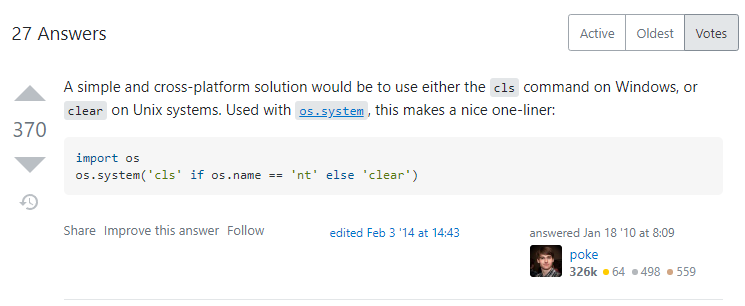 27 Answers
Active Oldest Votes
A simple and cross-platform solution would be to use either the cls command on Windows, or
clear on Unix systems. Used with os.system, this makes a nice one-liner:
370
import os
os.system('cls' if os.name == 'nt' else 'clear')
Share Improve this answer Follow
edited Feb 3 '14 at 14:43
answered Jan 18 '10 at 8:09
poke
326k 64 498 559